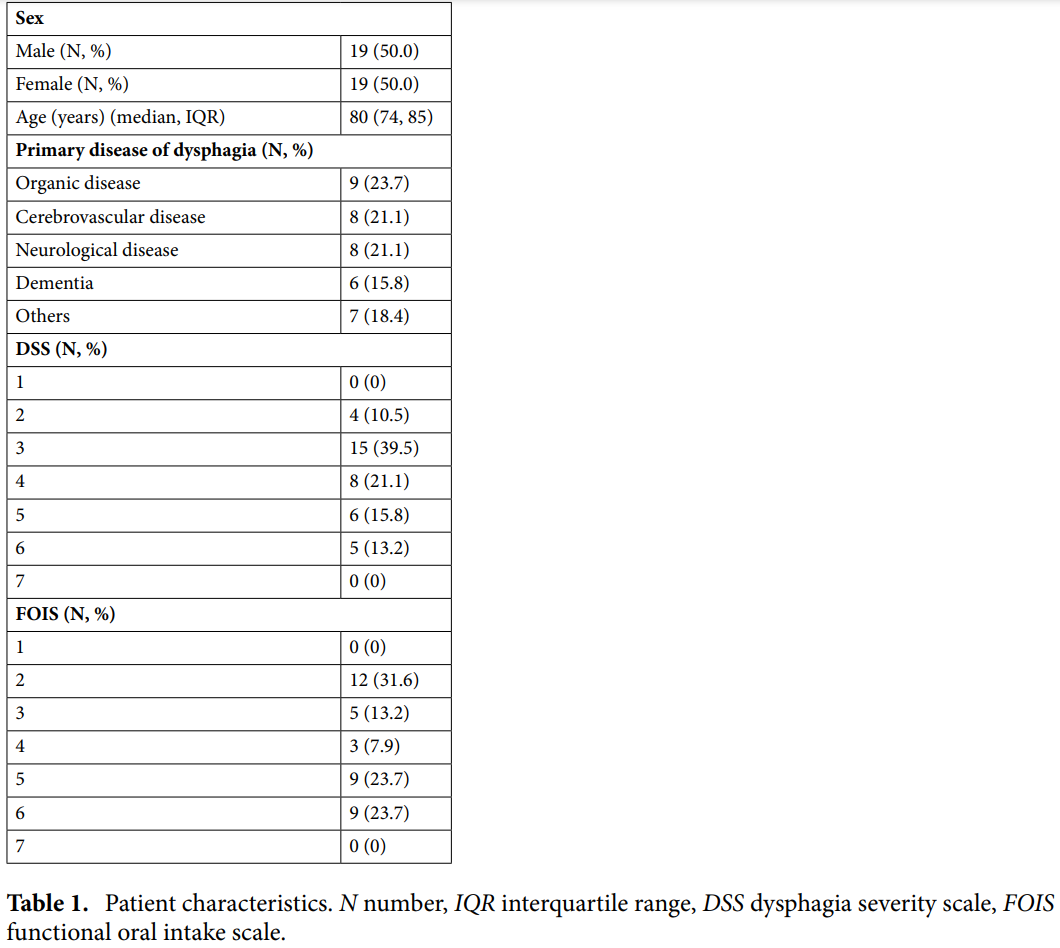 Sex
Male (N, %) 19 (50.0)
Female (N, %) 19 (50.0)
Age (years) (median, IQR) 80 (74, 85)
Primary disease of dysphagia (N, %)
Organic disease 9 (23.7)
Cerebrovascular disease 8 (21.1)
Neurological disease 8 (21.1)
Dementia 6 (15.8)
Others 7 (18.4)
DSS (N, %)
1 0 (0)
2 4 (10.5)
3 15 (39.5)
4 8 (21.1)
5 6 (15.8)
6 5 (13.2)
7 0 (0)
FOIS (N, %)
1 0 (0)
2 12 (31.6)
3 5 (13.2)
4 3 (7.9)
5 9 (23.7)
6 9 (23.7)
7 0 (0)
Table 1. Patient characteristics. N number, IQR interquartile range, DSS dysphagia severity scale, FOIS
functional oral intake scale.